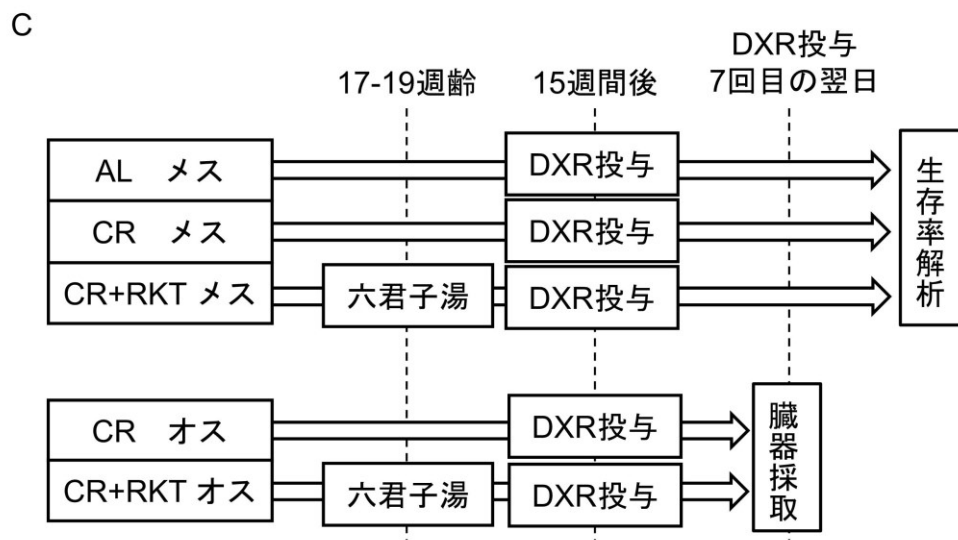 C
DXR投与
7回目の翌日
17-19週齢
15週間後
AL メス
DXR投与
CR メス
DXR投与
CR+RKT メス
六君子湯
DXR投与
生存率解析
CR オス
DXR投与
CR+RKT オス
六君子湯
DXR投与
臓器採取